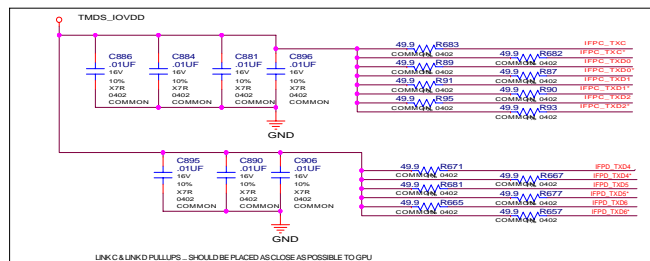 TMDS_IOVDD
C886
.01UF
16V
10%
X7R
0402
COMMON
C884
.01UF
16V
10%
X7R
0402
COMMON
C881
.01UF
16V
10%
X7R
0402
COMMON
C896
.01UF
16V
10%
X7R
0402
COMMON
GND
49.9 R683 IFPC_TXC
COMMON 0402
49.9 R682 IFPC_TXC*
COMMON 0402
49.9 R89 IFPC_TXD0
COMMON 0402
49.9 R87 IFPC_TXD0*
COMMON 0402
49.9 R91 IFPC_TXD1
COMMON 0402
49.9 R90 IFPC_TXD1*
COMMON 0402
49.9 R95 IFPC_TXD2
COMMON 0402
49.9 R93 IFPC_TXD2*
COMMON 0402
C895
.01UF
16V
10%
X7R
0402
COMMON
C890
.01UF
16V
10%
X7R
0402
COMMON
C906
.01UF
16V
10%
X7R
0402
COMMON
GND
49.9 R671 IFPD_TXD4
COMMON 0402
49.9 R667 IFPD_TXD4*
COMMON 0402
49.9 R681 IFPD_TXD5
COMMON 0402
49.9 R677 IFPD_TXD5*
COMMON 0402
49.9 R665 IFPD_TXD6
COMMON 0402
49.9 R657 IFPD_TXD6*
COMMON 0402
LINK C & LINK D PULLUPS ... SHOULD BE PLACED AS CLOSE AS POSSIBLE TO GPU